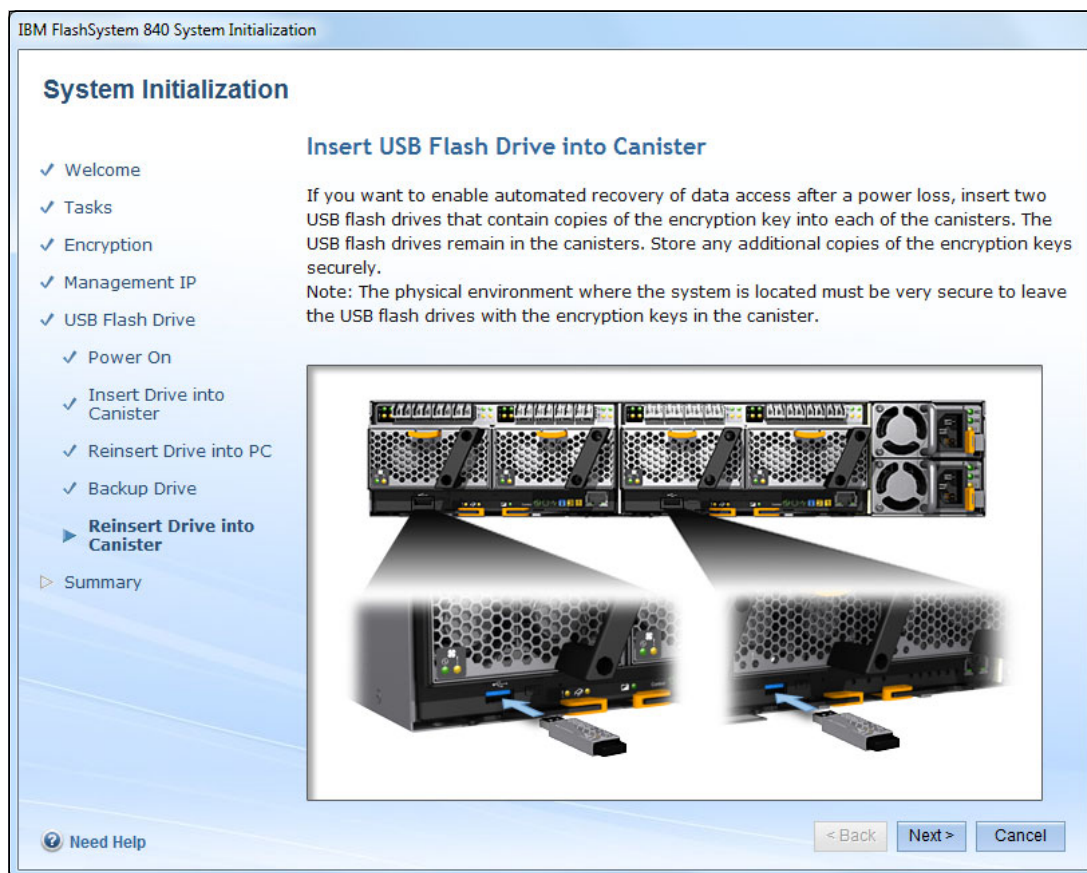 IBM FlashSystem 840 System Initialization
System Initialization
Welcome
Tasks
Encryption
Management IP
USB Flash Drive
Power On
Insert Drive into
Canister
Reinsert Drive into PC
Backup Drive
Reinsert Drive into
Canister
Summary
Insert USB Flash Drive into Canister
If you want to enable automated recovery of data access after a power loss, insert two
USB flash drives that contain copies of the encryption key into each of the canisters. The
USB flash drives remain in the canisters. Store any additional copies of the encryption keys
securely.
Note: The physical environment where the system is located must be very secure to leave
the USB flash drives with the encryption keys in the canister.
Need Help
< Back
Next >
Cancel